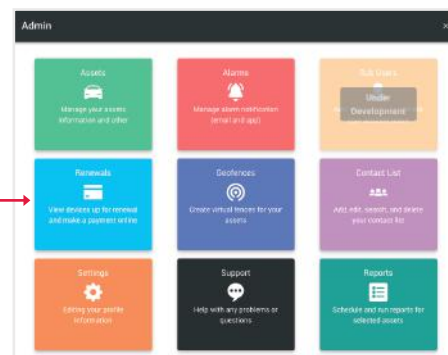 Admin
×
Assets
Manage your assets
information and other
Alarms
Manage alarm notification
(email and app)
Sub Users
Under
Development
Renewals
View devices up for renewal
and make a payment online
Geofences
Create virtual fences for your
assets
Contact List
Add, edit, search, and delete
your contact list
Settings
Editing your profile
information
Support
Help with any problems or
questions
Reports
Schedule and run reports for
selected assets